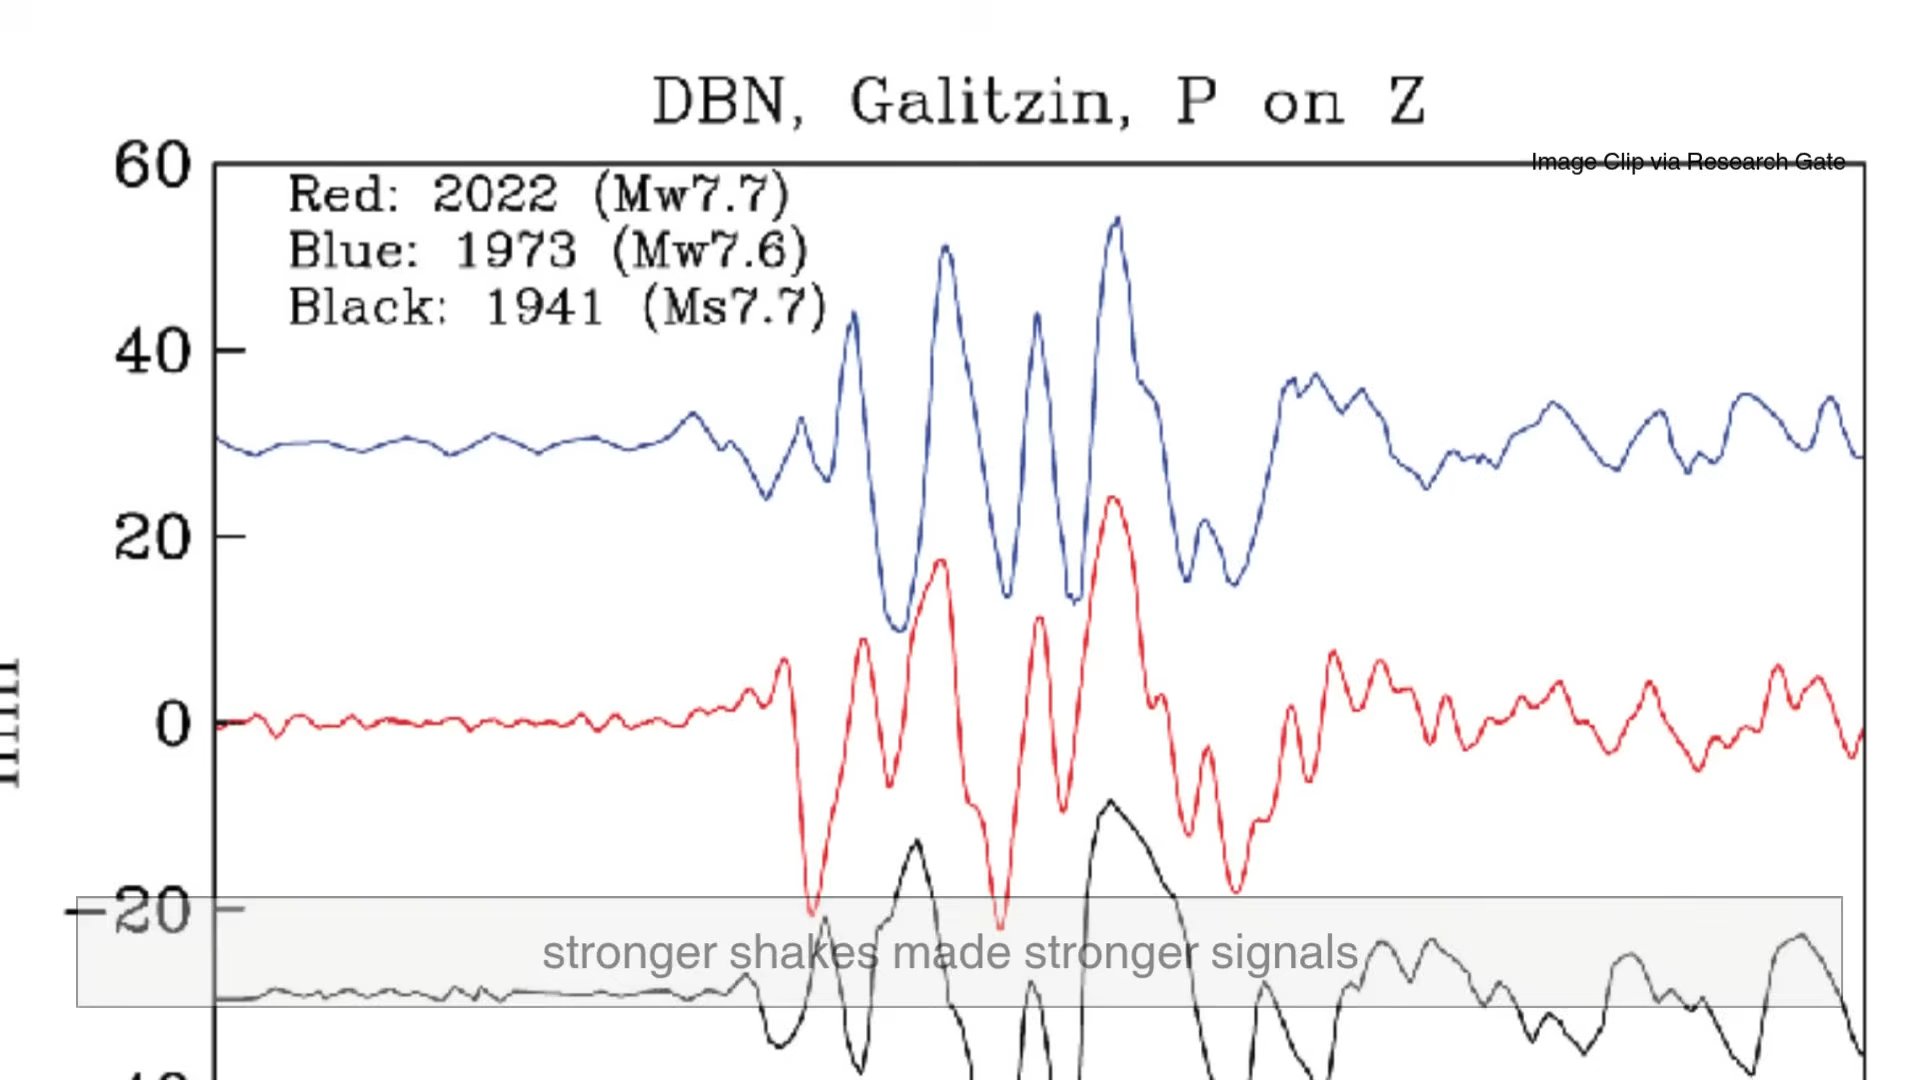 DBN, Galitzin, P on Z
60
Image Clip via Research Gate
Red: 2022 (Mw7.7)
Blue: 1973 (Mw7.6)
Black: 1941 (Ms7.7)
40
20
0
-20
stronger shakes made stronger signals